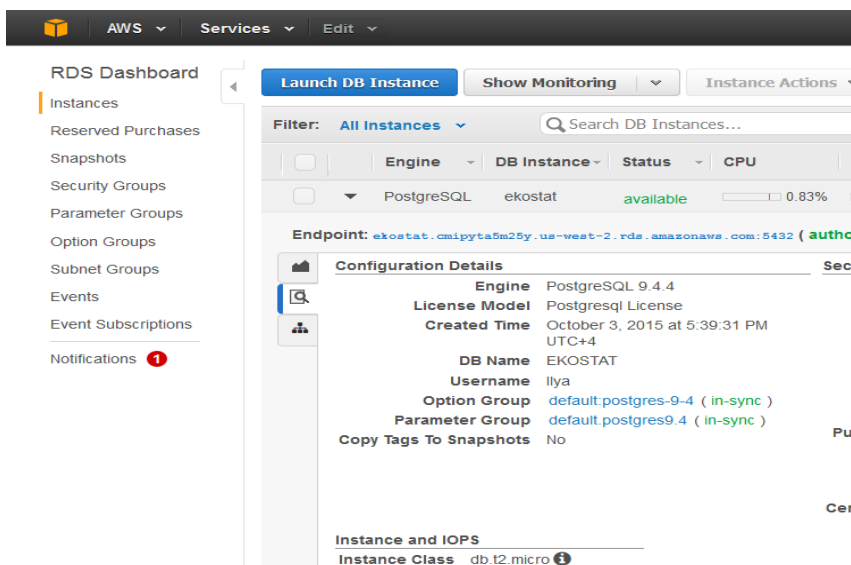 AWS Services Edit
RDS Dashboard
Instances
Reserved Purchases
Snapshots
Security Groups
Parameter Groups
Option Groups
Subnet Groups
Events
Event Subscriptions
Notifications 1
Launch DB Instance Show Monitoring Instance Actions
Filter: All Instances Search DB Instances...
Engine DB Instance Status CPU
PostgreSQL ekostat available 0.83%
Endpoint: ekostat.cmipyta5m25y.us-west-2.rds.amazonaws.com:5432 ( autho
Configuration Details Sec
Engine PostgreSQL 9.4.4
License Model Postgresql License
Created Time October 3, 2015 at 5:39:31 PM
UTC+4
DB Name EKOSTAT
Username Ilya
Option Group default:postgres-9-4 ( in-sync )
Parameter Group default.postgres9.4 ( in-sync )
Pu
Copy Tags To Snapshots No
Cer
Instance and IOPS
Instance Class db.t2.micro